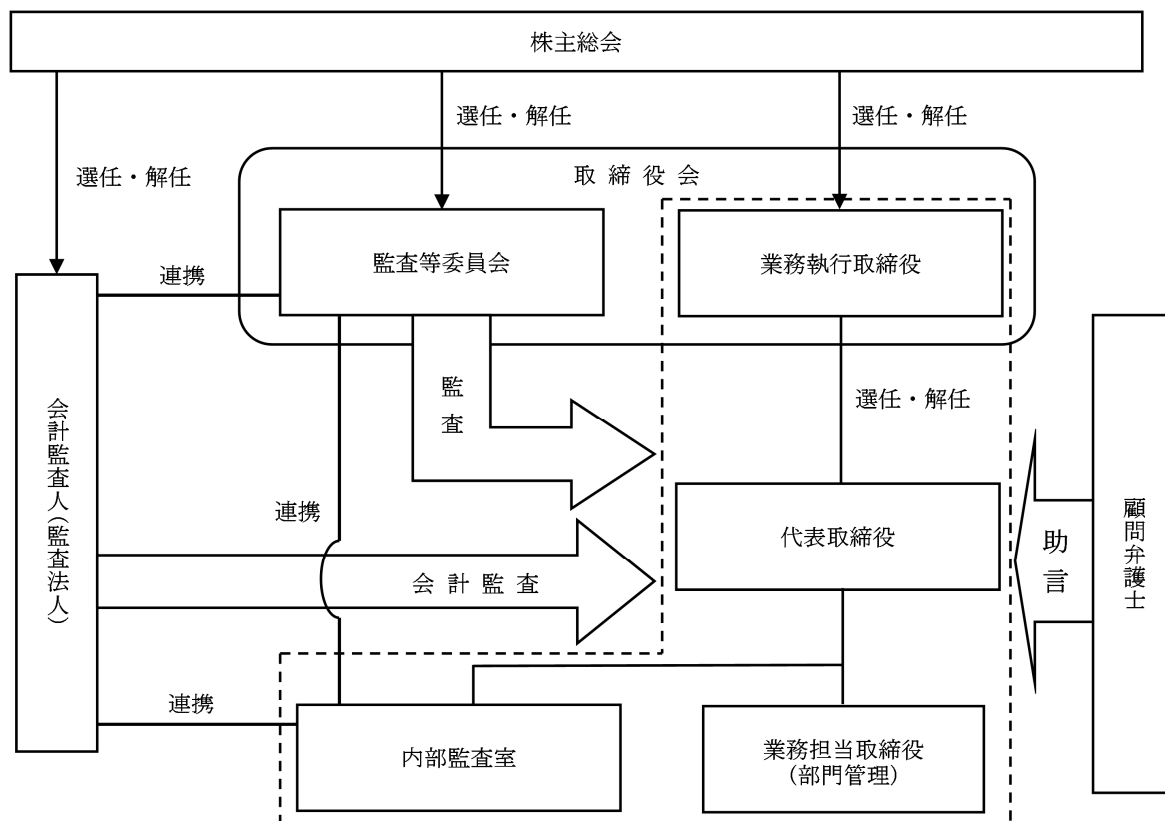 株主総会
選任・解任
選任・解任
選任・解任
取締役会
監査等委員会
業務執行取締役
連携
監査
選任・解任
会計監査人(監査法人)
連携
代表取締役
助言
顧問弁護士
会計監査
連携
内部監査室
業務担当取締役
(部門管理)